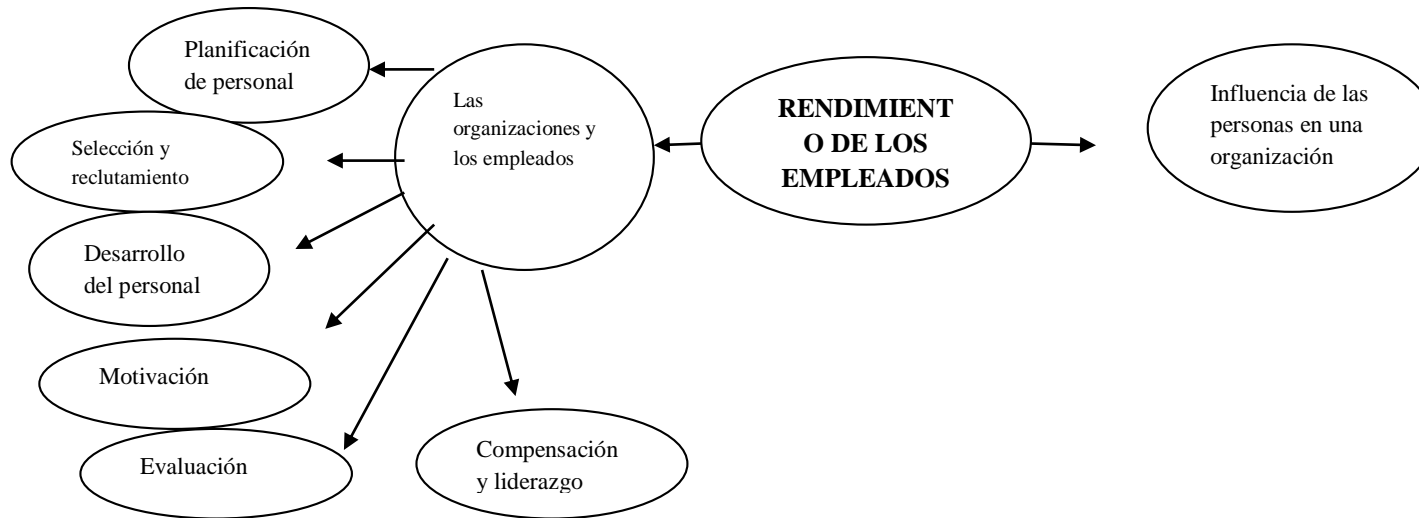 Planificación
de personal
Selección y
reclutamiento
Desarrollo
del personal
Motivación
Evaluación
Las
organizaciones y
los empleados
Compensación
y liderazgo
RENDIMIENT
O DE LOS
EMPLEADOS
Influencia de las
personas en una
organización